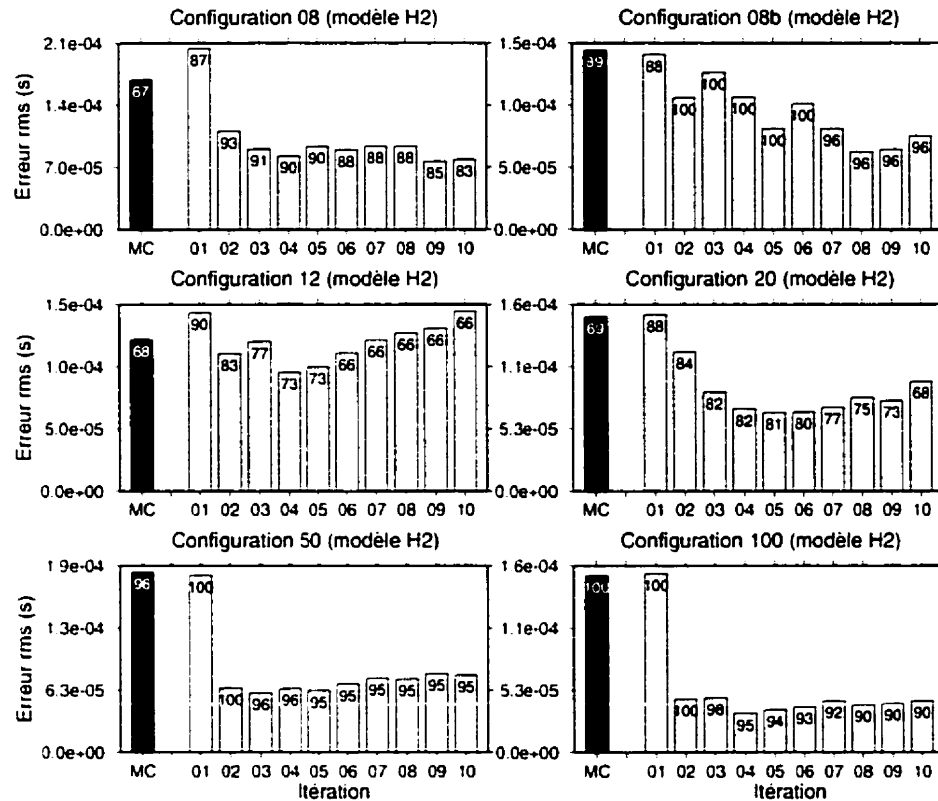 Configuration 08 (modèle H2)
Erreur rms (s)
2.1e-04
1.4e-04
7.0e-05
0.0e+00
67 87 93 91 90 90 88 88 88 85 83
MC 01 02 03 04 05 06 07 08 09 10
Configuration 08b (modèle H2)
1.5e-04
1.0e-04
5.0e-05
0.0e+00
88 100 100 100 100 100 96 96 96 96
MC 01 02 03 04 05 06 07 08 09 10
Configuration 12 (modèle H2)
Erreur rms (s)
1.5e-04
1.0e-04
5.0e-05
0.0e+00
68 90 83 77 73 73 66 66 66 66 66
MC 01 02 03 04 05 06 07 08 09 10
Configuration 20 (modèle H2)
1.6e-04
1.1e-04
5.3e-05
0.0e+00
69 88 84 82 82 81 80 77 75 73 68
MC 01 02 03 04 05 06 07 08 09 10
Configuration 50 (modèle H2)
Erreur rms (s)
1.9e-04
1.3e-04
6.3e-05
0.0e+00
96 100 100 96 96 95 95 95 95 95 95
MC 01 02 03 04 05 06 07 08 09 10
Itération
Configuration 100 (modèle H2)
1.6e-04
1.1e-04
5.3e-05
0.0e+00
100 100 100 98 95 94 93 92 90 90 90
MC 01 02 03 04 05 06 07 08 09 10
Itération